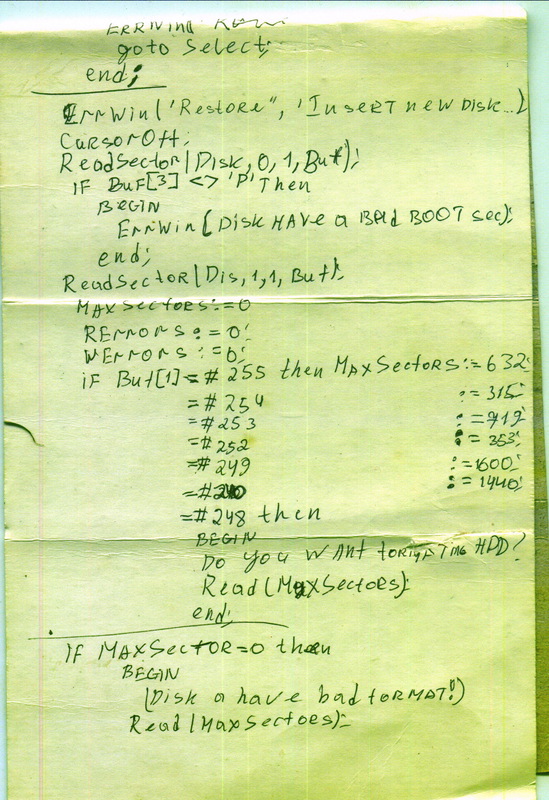 goto Select;
end;
ErrWin('Restore", 'Insert new Disk...)
CursorOff;
ReadSector(Disk,0,1,Buf);
IF Buf[3] <> 'P' Then
BEGIN
ErrWin(Disk HAve a BAd BOOT sec);
end;
ReadSector(Dis,1,1,Buf);
MAXSectors:=0
RErrors:=0;
WErrors:=0;
if Buf[1]=#255 then MAxSectors:=632;
=#254 :=315;
=#253 :=719;
=#252 :=353;
=#249 :=1600;
:=1440;
=#248 then
BEGIN
Do you want formating HDD?
Read(MaxSectors);
end;
IF MAXSector=0 then
BEGIN
(Disk a have bad format!)
Read(MaxSectoes);